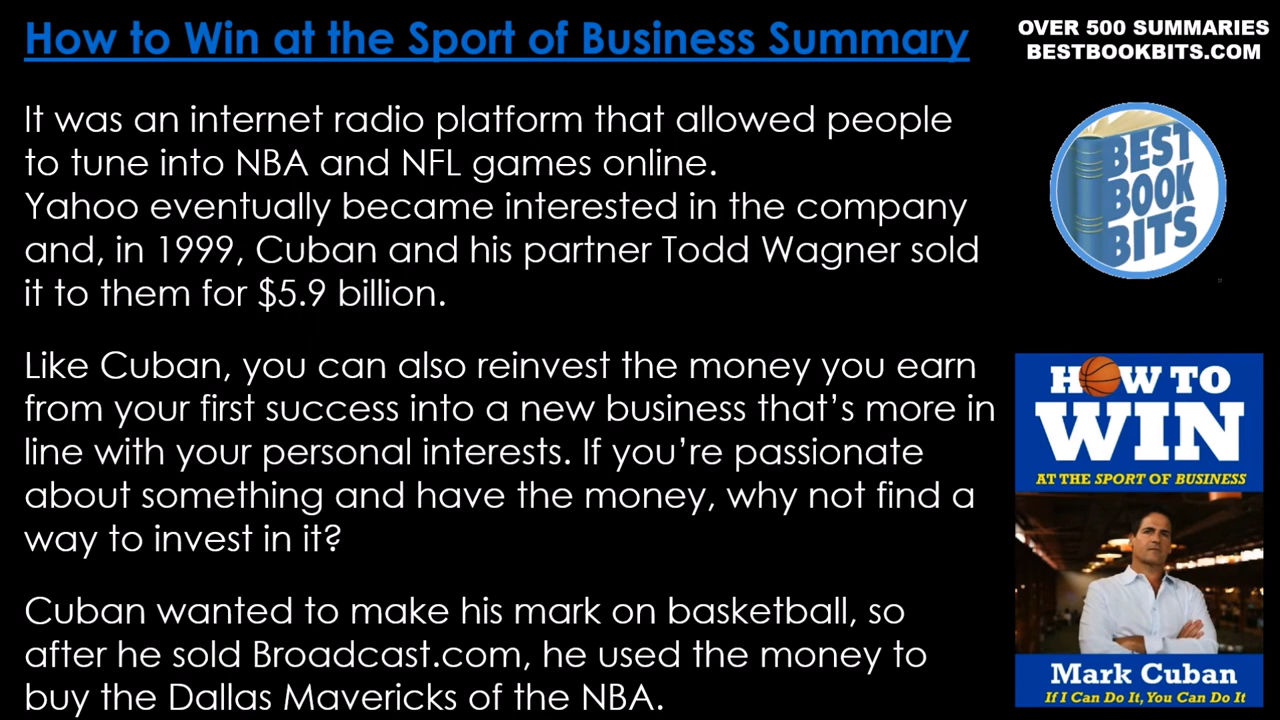 How to Win at the Sport of Business Summary
OVER 500 SUMMARIES
BESTBOOKBITS.COM
It was an internet radio platform that allowed people
to tune into NBA and NFL games online.
Yahoo eventually became interested in the company
and, in 1999, Cuban and his partner Todd Wagner sold
it to them for $5.9 billion.
Like Cuban, you can also reinvest the money you earn
from your first success into a new business that’s more in
line with your personal interests. If you’re passionate
about something and have the money, why not find a
way to invest in it?
Cuban wanted to make his mark on basketball, so
after he sold Broadcast.com, he used the money to
buy the Dallas Mavericks of the NBA.
BEST
BOOK
BITS
HOW TO
WIN
AT THE SPORT OF BUSINESS
Mark Cuban
If I Can Do It, You Can Do It